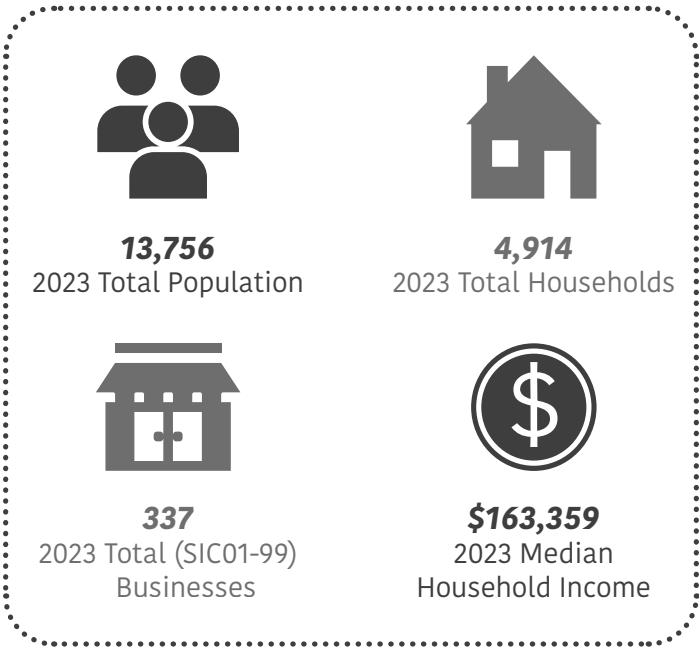 13,756
2023 Total Population
4,914
2023 Total Households
337
2023 Total (SIC01-99)
Businesses
$163,359
2023 Median
Household Income